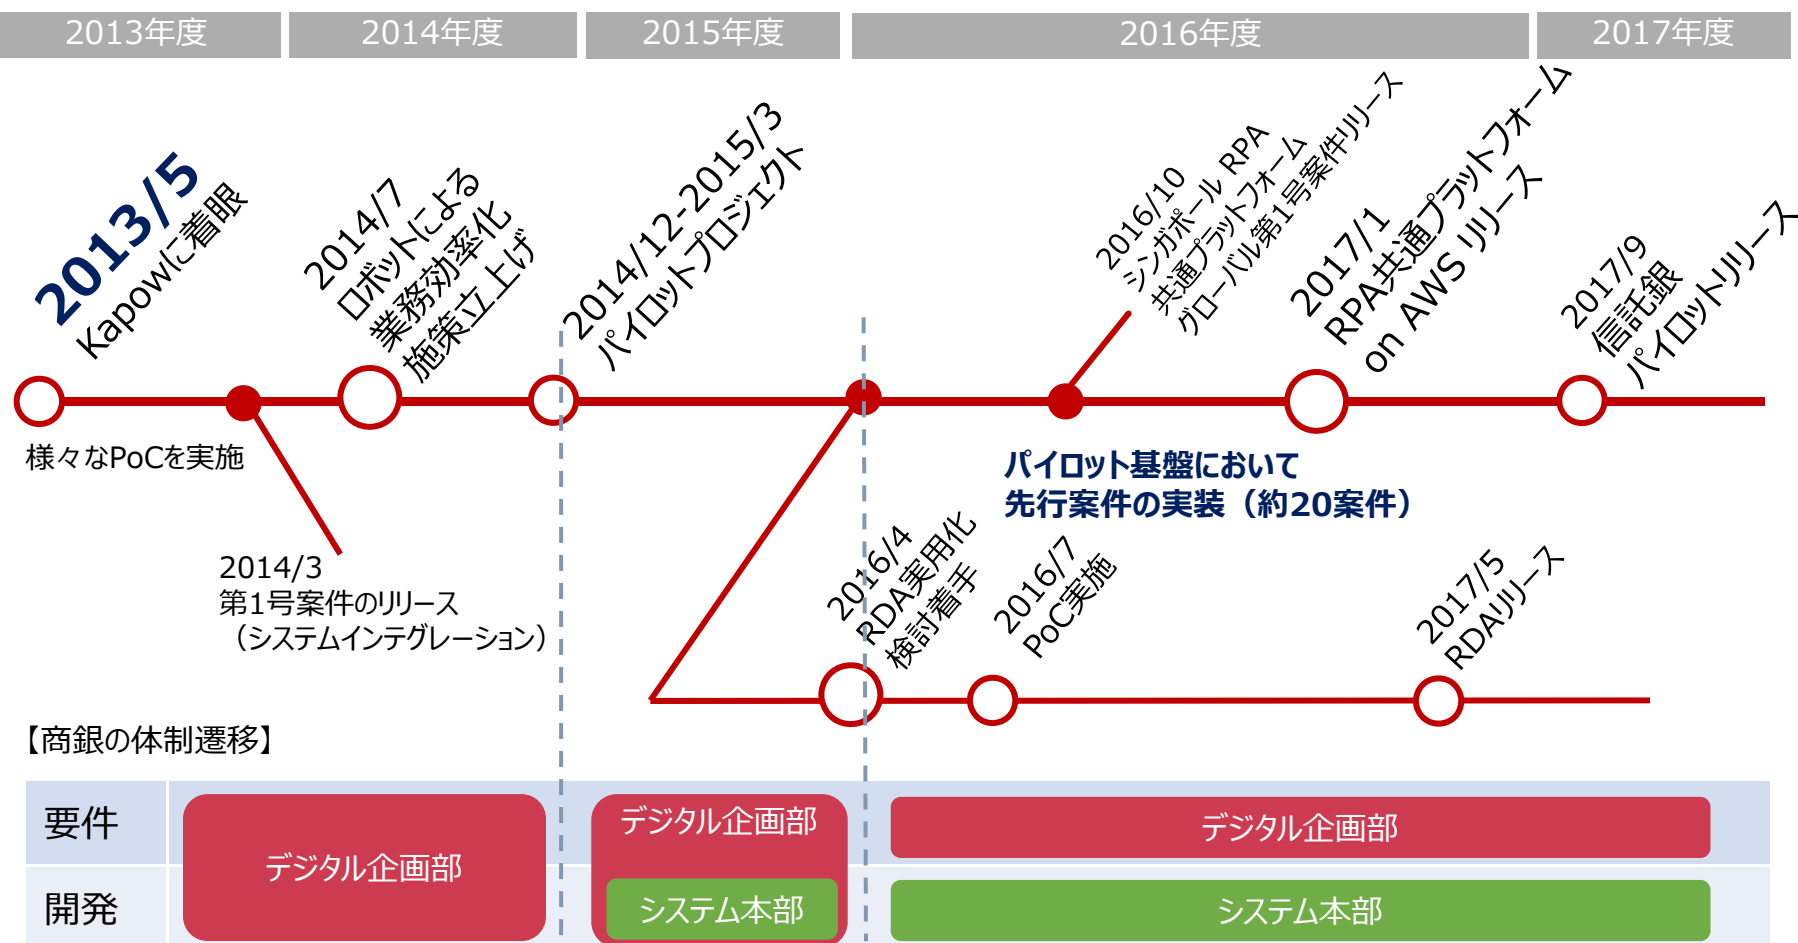 2013年度
2014年度
2015年度
2016年度
2017年度
2013/5
Kapowに着眼
2014/7
ロボットによる
業務効率化
施策立上げ
2014/12-2015/3
パイロットプロジェクト
2016/10
シンガポール RPA
共通プラットフォーム
グローバル第1号案件リリース
2017/1
RPA共通プラットフォーム
on AWS リリース
2017/9
信託銀
パイロットリリース
様々なPoCを実施
2014/3
第1号案件のリリース
（システムインテグレーション）
パイロット基盤において
先行案件の実装（約20案件）
2016/4
RDA実用化
検討着手
2016/7
PoC実施
2017/5
RDAリリース
【商銀の体制遷移】
要件
デジタル企画部
デジタル企画部
デジタル企画部
開発
システム本部
システム本部